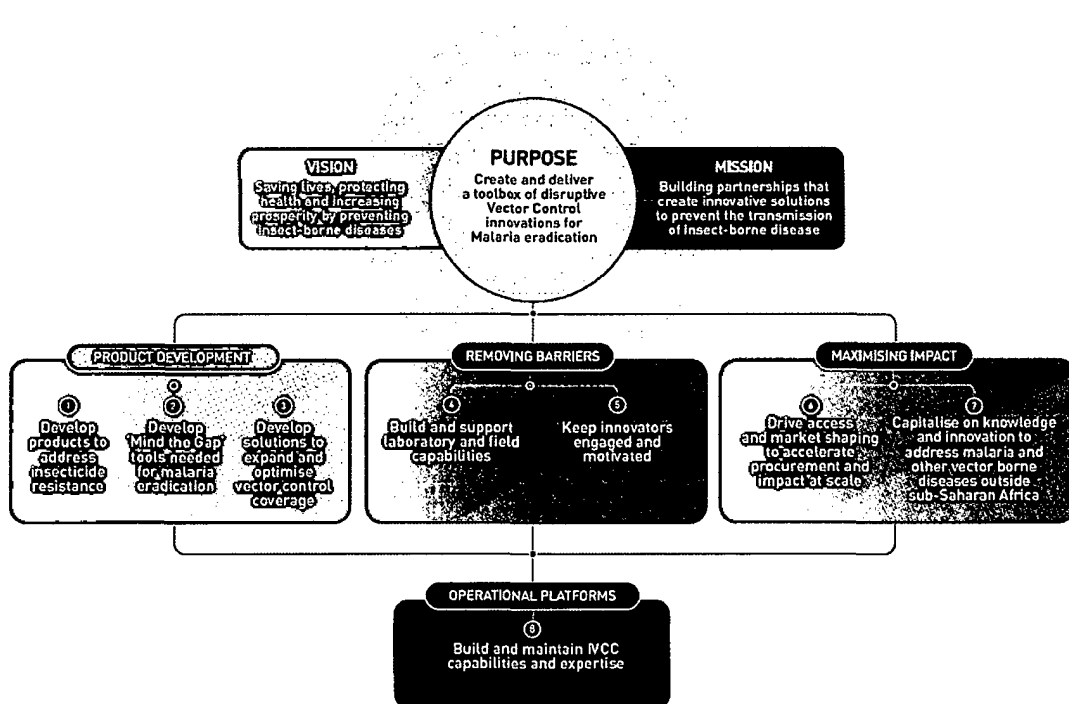 VISION
Saving lives, protecting
health and increasing
prosperity by preventing
insect-borne diseases
PURPOSE
Create and deliver
a toolbox of disruptive
Vector Control
innovations for
Malaria eradication
MISSION
Building partnerships that
create innovative solutions
to prevent the transmission
of insect-borne disease
PRODUCT DEVELOPMENT
1
Develop
products to
address
insecticide
resistance
2
Develop
'Mind the Gap'
tools needed
for malaria
eradication
3
Develop
solutions to
expand and
optimise
vector control
coverage
REMOVING BARRIERS
4
Build and support
laboratory and field
capabilities
5
Keep innovators
engaged and
motivated
MAXIMISING IMPACT
6
Drive access
and market shaping
to accelerate
procurement and
impact at scale
7
Capitalise on knowledge
and innovation to
address malaria and
other vector borne
diseases outside
sub-Saharan Africa
OPERATIONAL PLATFORMS
8
Build and maintain IVCC
capabilities and expertise